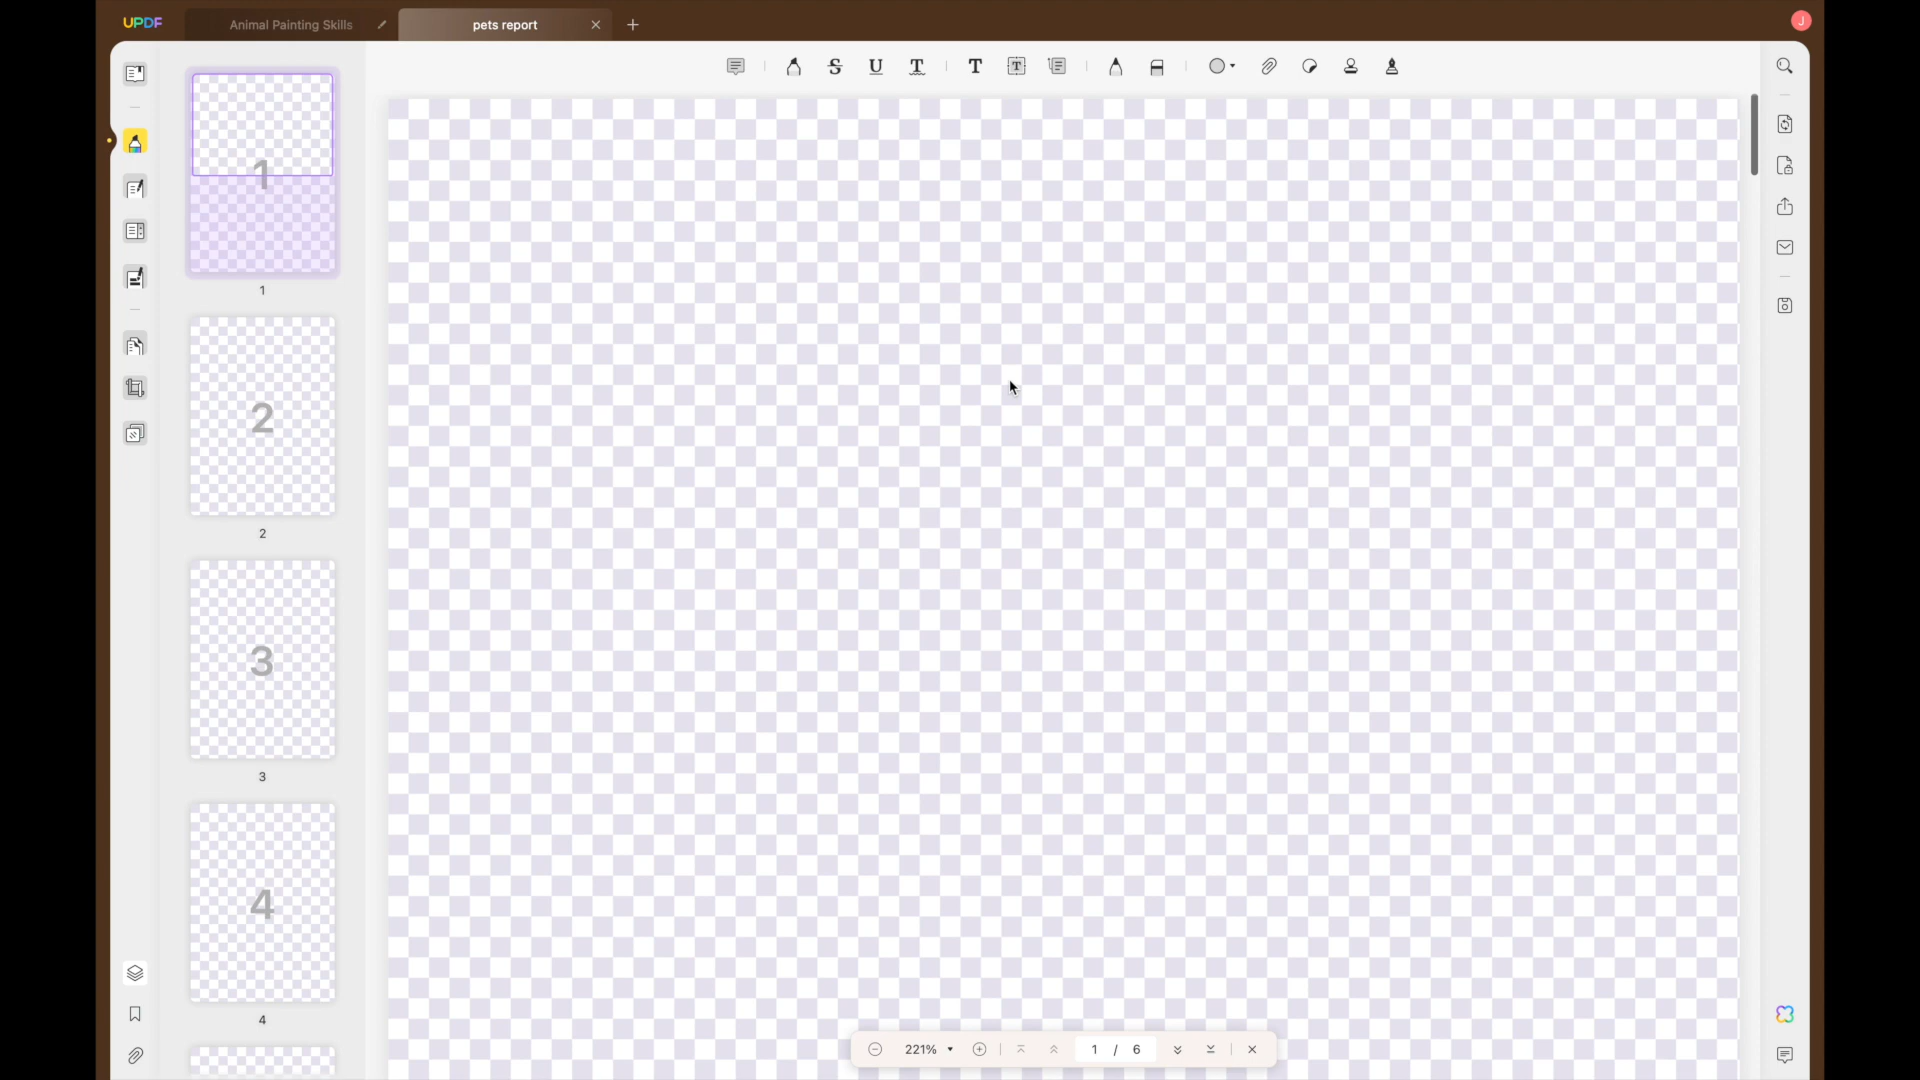 UPDF
Animal Painting Skills
pets report
J
1
1
2
2
3
3
4
4
221%
1 / 6